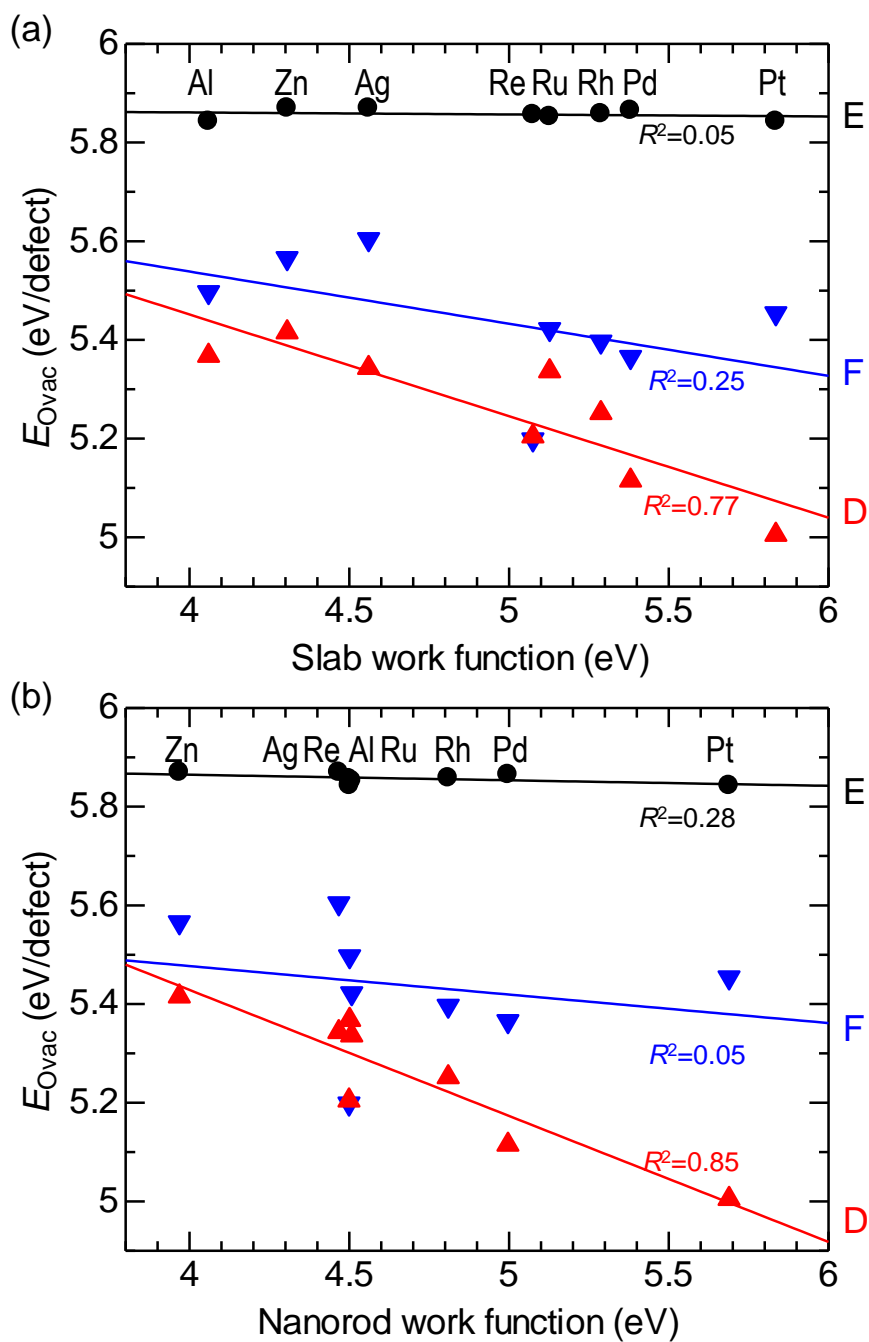 (a)
6
5.8
5.6
5.4
5.2
5
E_Ovac (eV/defect)
Al Zn Ag Re Ru Rh Pd Pt
E
R²=0.05
F
R²=0.25
D
R²=0.77
4 4.5 5 5.5 6
Slab work function (eV)
(b)
6
5.8
5.6
5.4
5.2
5
E_Ovac (eV/defect)
Zn Ag Re Al Ru Rh Pd Pt
E
R²=0.28
F
R²=0.05
R²=0.85
D
4 4.5 5 5.5 6
Nanorod work function (eV)